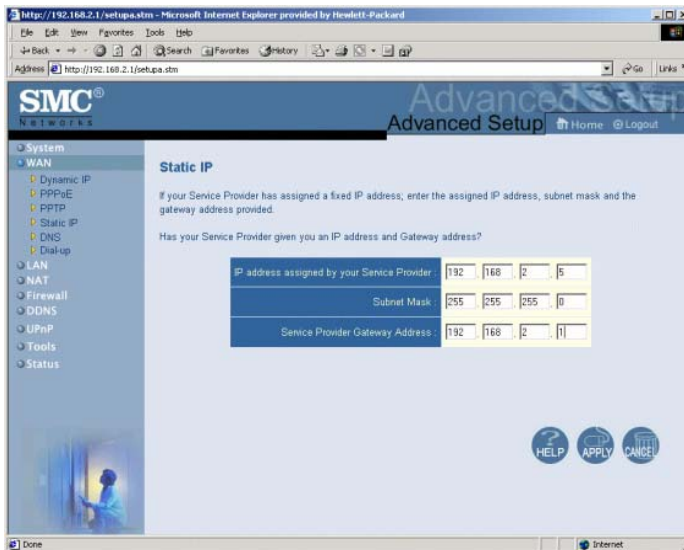 http://192.168.2.1/setupa.stm - Microsoft Internet Explorer provided by Hewlett-Packard
File Edit View Favorites Tools Help
Back Search Favorites History
Address http://192.168.2.1/setupa.stm Go Links
SMC®
Networks
Advanced Setup
Advanced Setup Home Logout
System
WAN
Dynamic IP
PPPoE
PPTP
Static IP
DNS
Dial-up
LAN
NAT
Firewall
DDNS
UPnP
Tools
Status
Static IP
If your Service Provider has assigned a fixed IP address; enter the assigned IP address, subnet mask and the
gateway address provided.
Has your Service Provider given you an IP address and Gateway address?
IP address assigned by your Service Provider : 192 . 168 . 2 . 5
Subnet Mask : 255 . 255 . 255 . 0
Service Provider Gateway Address : 192 . 168 . 2 . 1
HELP APPLY CANCEL
Done Internet